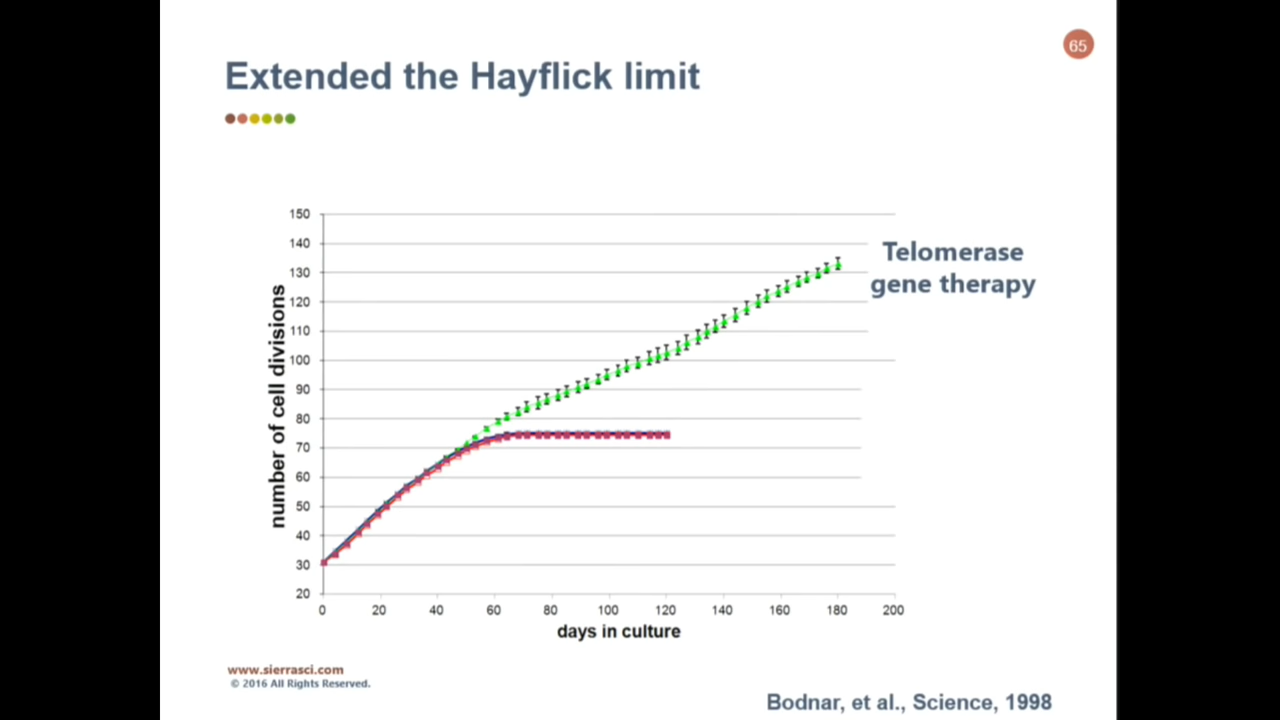 65
Extended the Hayflick limit
150
140
130
120
110
100
90
80
70
60
50
40
30
20
number of cell divisions
Telomerase
gene therapy
0 20 40 60 80 100 120 140 160 180 200
days in culture
www.sierrasci.com
© 2016 All Rights Reserved.
Bodnar, et al., Science, 1998